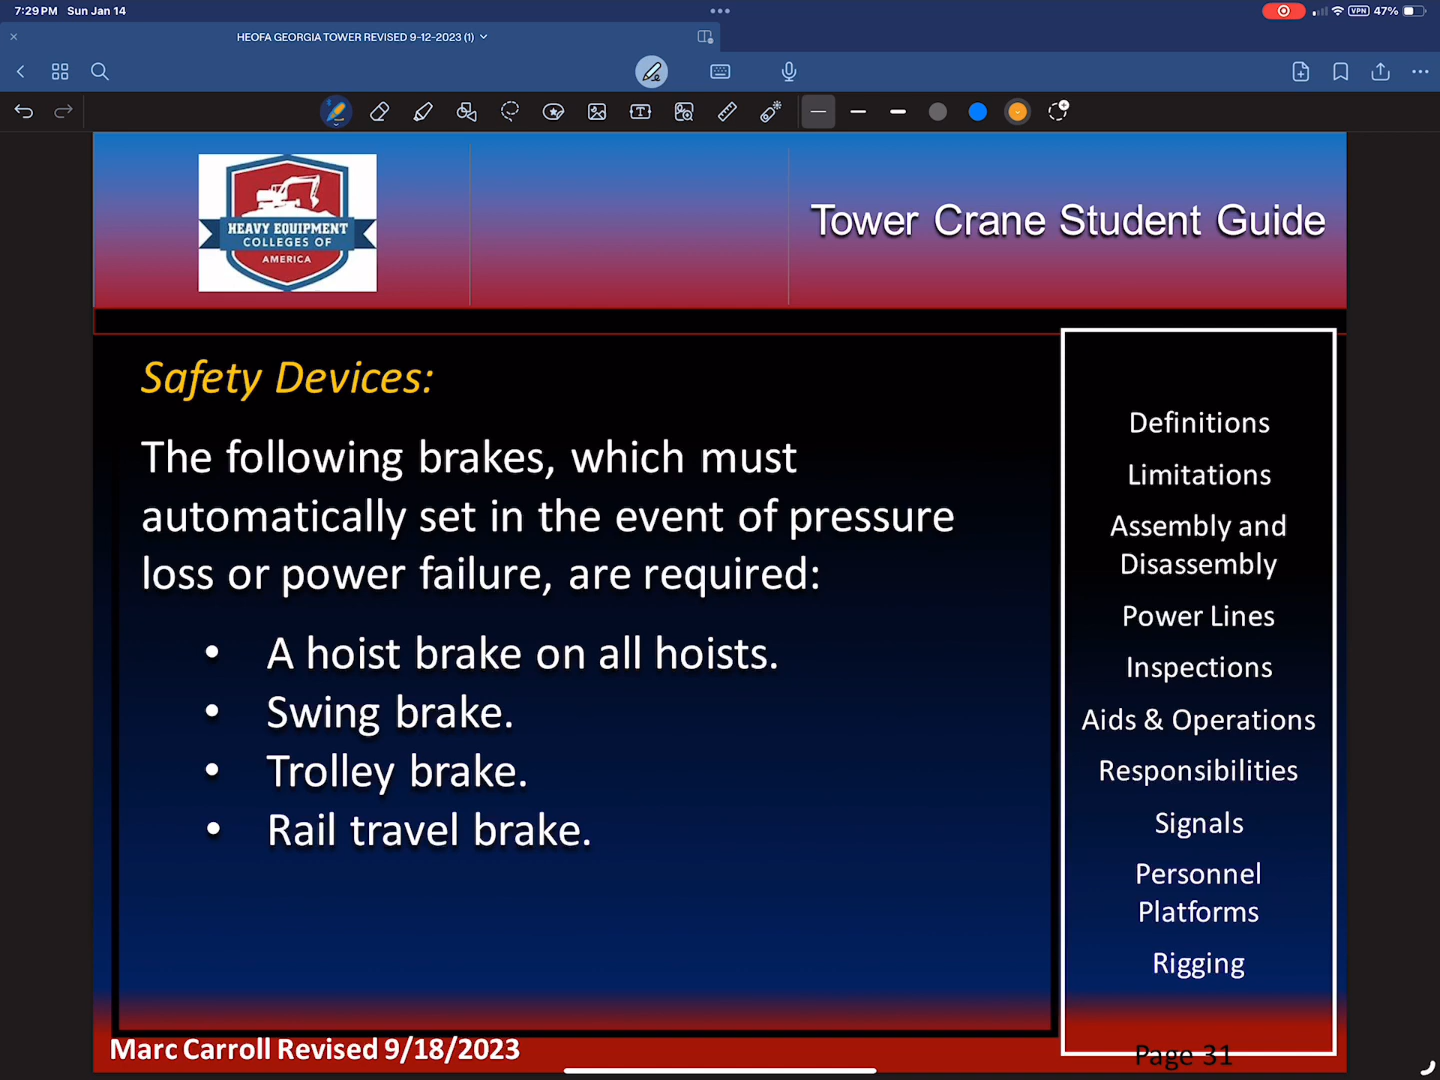 7:29 PM Sun Jan 14
VPN 47%
HEOFA GEORGIA TOWER REVISED 9-12-2023 (1)
HEAVY EQUIPMENT
COLLEGES OF
AMERICA
Tower Crane Student Guide
Safety Devices:
The following brakes, which must
automatically set in the event of pressure
loss or power failure, are required:
• A hoist brake on all hoists.
• Swing brake.
• Trolley brake.
• Rail travel brake.
Definitions
Limitations
Assembly and
Disassembly
Power Lines
Inspections
Aids & Operations
Responsibilities
Signals
Personnel
Platforms
Rigging
Marc Carroll Revised 9/18/2023
Page 31